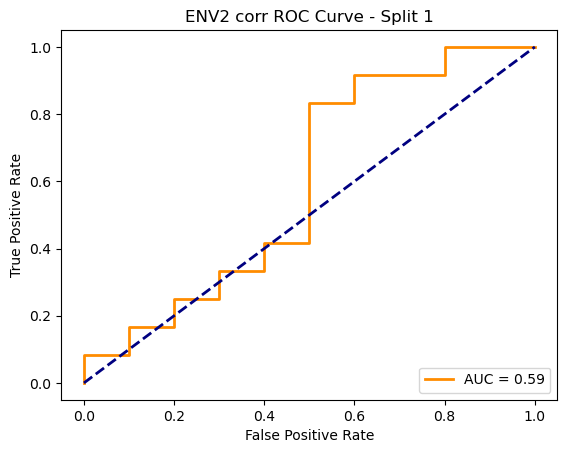 ENV2 corr ROC Curve - Split 1
True Positive Rate
1.0
0.8
0.6
0.4
0.2
0.0
AUC = 0.59
0.0 0.2 0.4 0.6 0.8 1.0
False Positive Rate